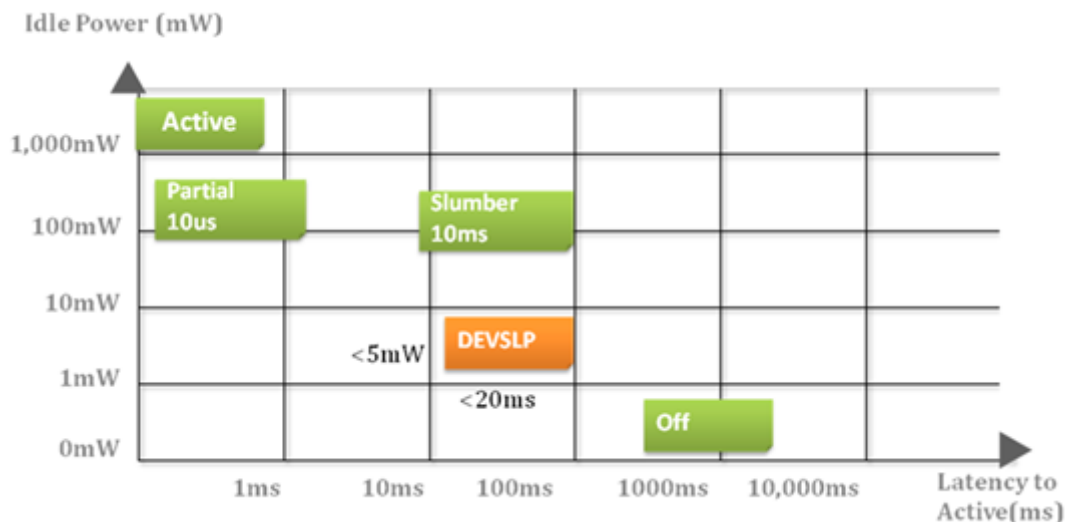 Idle Power (mW)
Active
1,000mW
Partial
10us
Slumber
10ms
100mW
10mW
DEVSLP
<5mW
1mW
<20ms
Off
0mW
1ms
10ms
100ms
1000ms
10,000ms
Latency to
Active(ms)